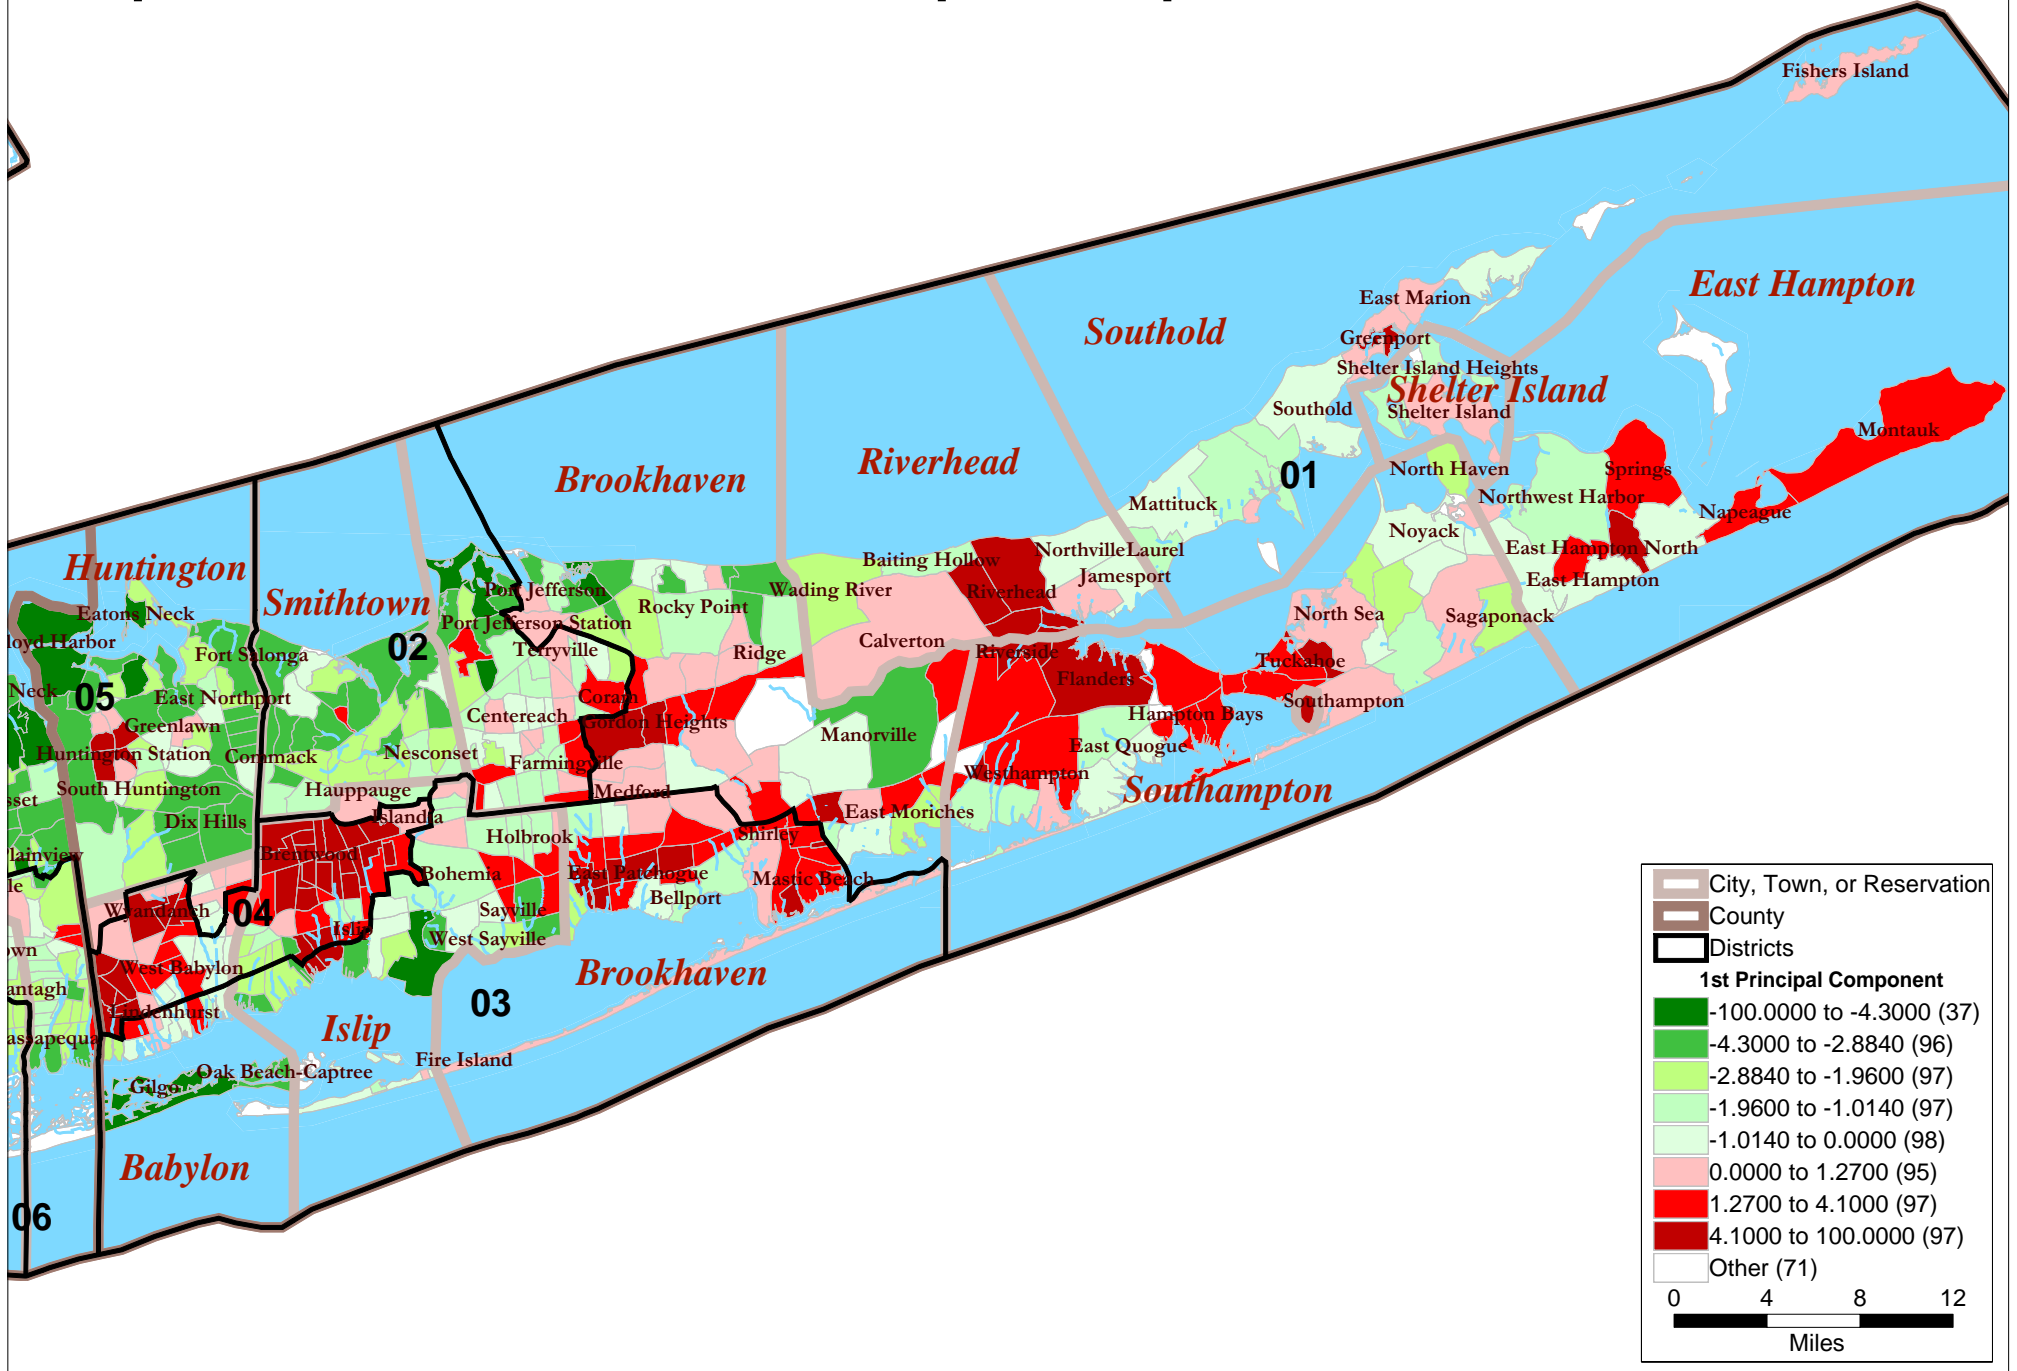 Fishers Island
East Hampton
East Marion
Southold
Greenport
Shelter Island Heights
Shelter Island
Southold
Shelter Island
Montauk
Riverhead
Brookhaven
01
North Haven
Springs
Northwest Harbor
Mattituck
Napeague
Noyack
Baiting Hollow
Northville
Laurel
East Hampton North
Huntington
Jamesport
East Hampton
Smithtown
Port Jefferson
Wading River
Riverhead
Eatons Neck
Rocky Point
North Sea
Sagaponack
Port Jefferson Station
loyd Harbor
02
Calverton
Fort Salonga
Terryville
Ridge
Riverside
Tuckahoe
Neck
05
East Northport
Coram
Flanders
Southampton
Greenlawn
Centereach
Gordon Heights
Hampton Bays
Manorville
Huntington Station
Commack
Nesconset
East Quogue
Farmingville
Westhampton
South Huntington
Hauppauge
Medford
Southampton
sset
Dix Hills
Islandia
East Moriches
Holbrook
Shirley
Plainview
Brentwood
le
Bohemia
East Patchogue
Mastic Beach
Wyandanch
04
Sayville
Bellport
Islip
West Sayville
own
West Babylon
Brookhaven
antagh
03
Lindenhurst
Islip
assapequa
Fire Island
Oak Beach-Captree
Gilgo
Babylon
06
City, Town, or Reservation
County
Districts
1st Principal Component
-100.0000 to -4.3000 (37)
-4.3000 to -2.8840 (96)
-2.8840 to -1.9600 (97)
-1.9600 to -1.0140 (97)
-1.0140 to 0.0000 (98)
0.0000 to 1.2700 (95)
1.2700 to 4.1000 (97)
4.1000 to 100.0000 (97)
Other (71)
0 4 8 12
Miles